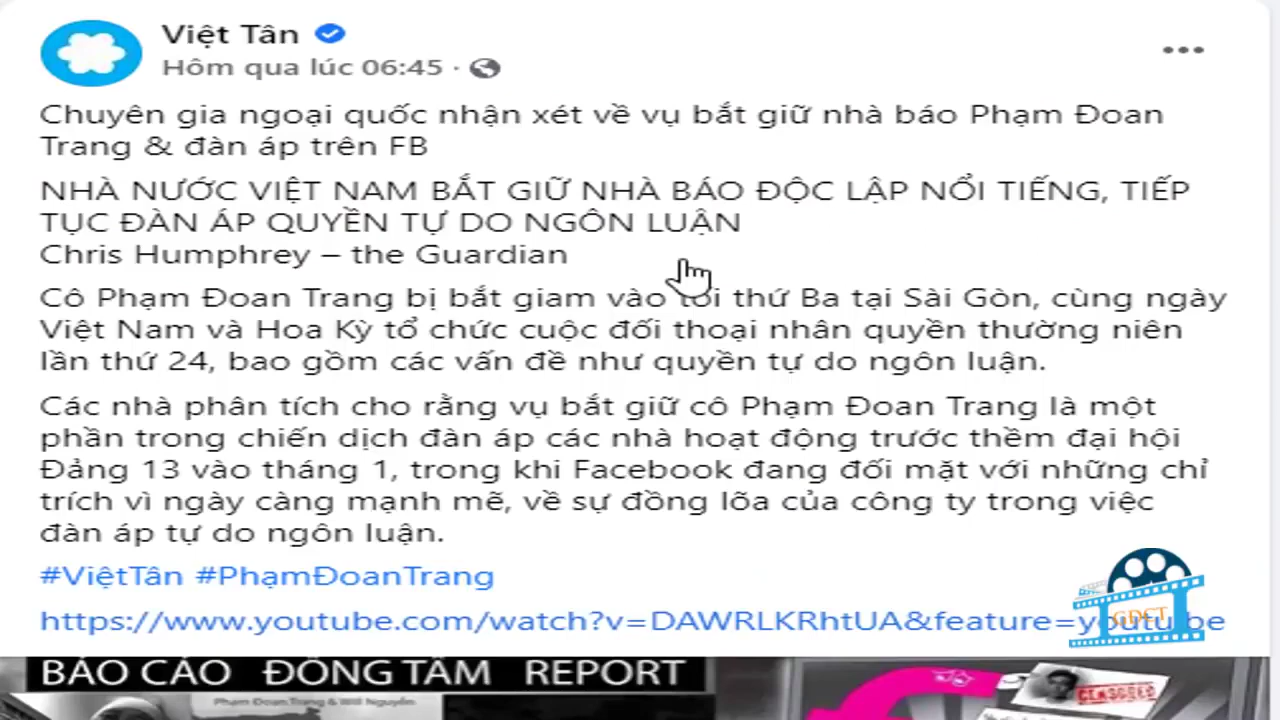 Việt Tân
Hôm qua lúc 06:45 ·
Chuyên gia ngoại quốc nhận xét về vụ bắt giữ nhà báo Phạm Đoan
Trang & đàn áp trên FB
NHÀ NƯỚC VIỆT NAM BẮT GIỮ NHÀ BÁO ĐỘC LẬP NỔI TIẾNG, TIẾP
TỤC ĐÀN ÁP QUYỀN TỰ DO NGÔN LUẬN
Chris Humphrey – the Guardian
Cô Phạm Đoan Trang bị bắt giam vào tối thứ Ba tại Sài Gòn, cùng ngày
Việt Nam và Hoa Kỳ tổ chức cuộc đối thoại nhân quyền thường niên
lần thứ 24, bao gồm các vấn đề như quyền tự do ngôn luận.
Các nhà phân tích cho rằng vụ bắt giữ cô Phạm Đoan Trang là một
phần trong chiến dịch đàn áp các nhà hoạt động trước thềm đại hội
Đảng 13 vào tháng 1, trong khi Facebook đang đối mặt với những chỉ
trích vì ngày càng mạnh mẽ, về sự đồng lõa của công ty trong việc
đàn áp tự do ngôn luận.
#ViệtTân #PhạmĐoanTrang
https://www.youtube.com/watch?v=DAWRLKRhtUA&feature=youtube
GDCT
BÁO CÁO ĐỒNG TÂM REPORT
Phạm Đoan Trang & Will Nguyễn
CENSORED